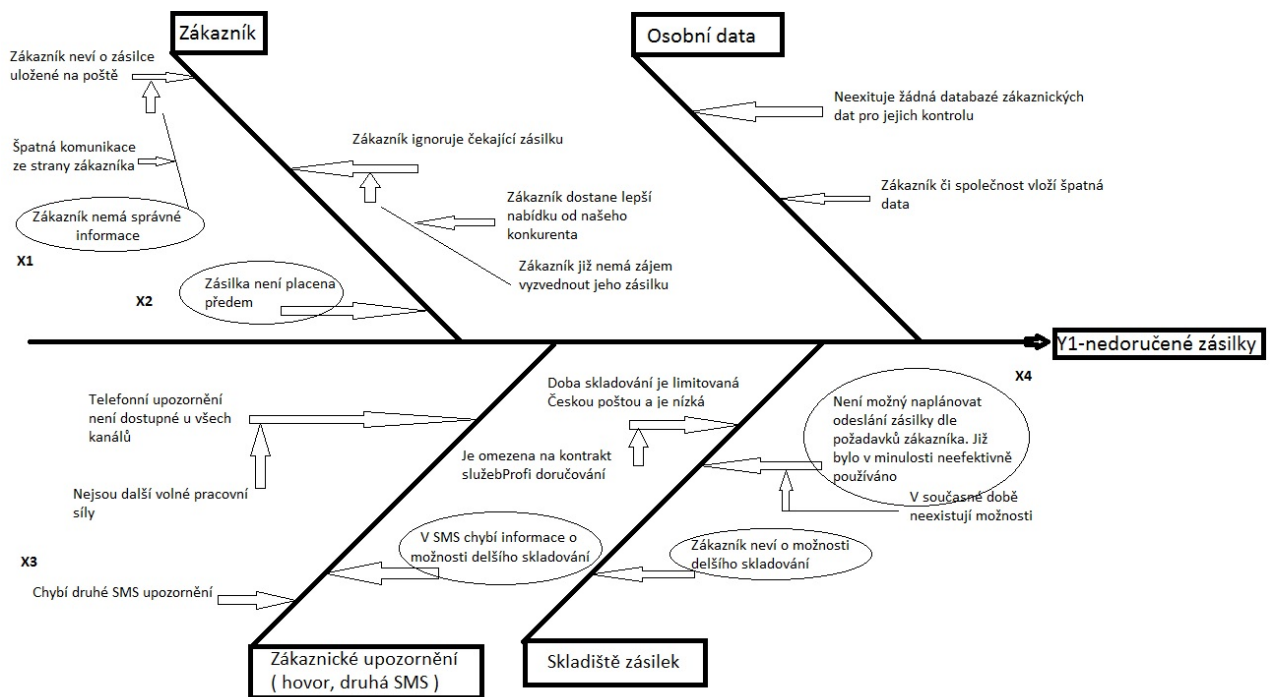 Zákazník
Osobní data
Zákazník neví o zásilce
uložené na poště
Špatná komunikace
ze strany zákazníka
Zákazník nemá správné
informace
X1
X2
Zásilka není placena
předem
Zákazník ignoruje čekající zásilku
Zákazník dostane lepší
nabídku od našeho
konkurenta
Zákazník již nemá zájem
vyzvednout jeho zásilku
Neexituje žádná databazé zákaznických
dat pro jejich kontrolu
Zákazník či společnost vloží špatná
data
Y1-nedoručené zásilky
X4
Telefonní upozornění
není dostupné u všech
kanálů
Nejsou další volné pracovní
síly
X3
Chybí druhé SMS upozornění
V SMS chybí informace o
možnosti delšího skladování
Doba skladování je limitovaná
Českou poštou a je nízká
Je omezena na kontrakt
služebProfi doručování
Není možný naplánovat
odeslání zásilky dle
požadavků zákazníka. Již
bylo v minulosti neefektivně
používáno
V současné době
neexistují možnosti
Zákazník neví o možnosti
delšího skladování
Zákaznické upozornění
( hovor, druhá SMS )
Skladiště zásilek